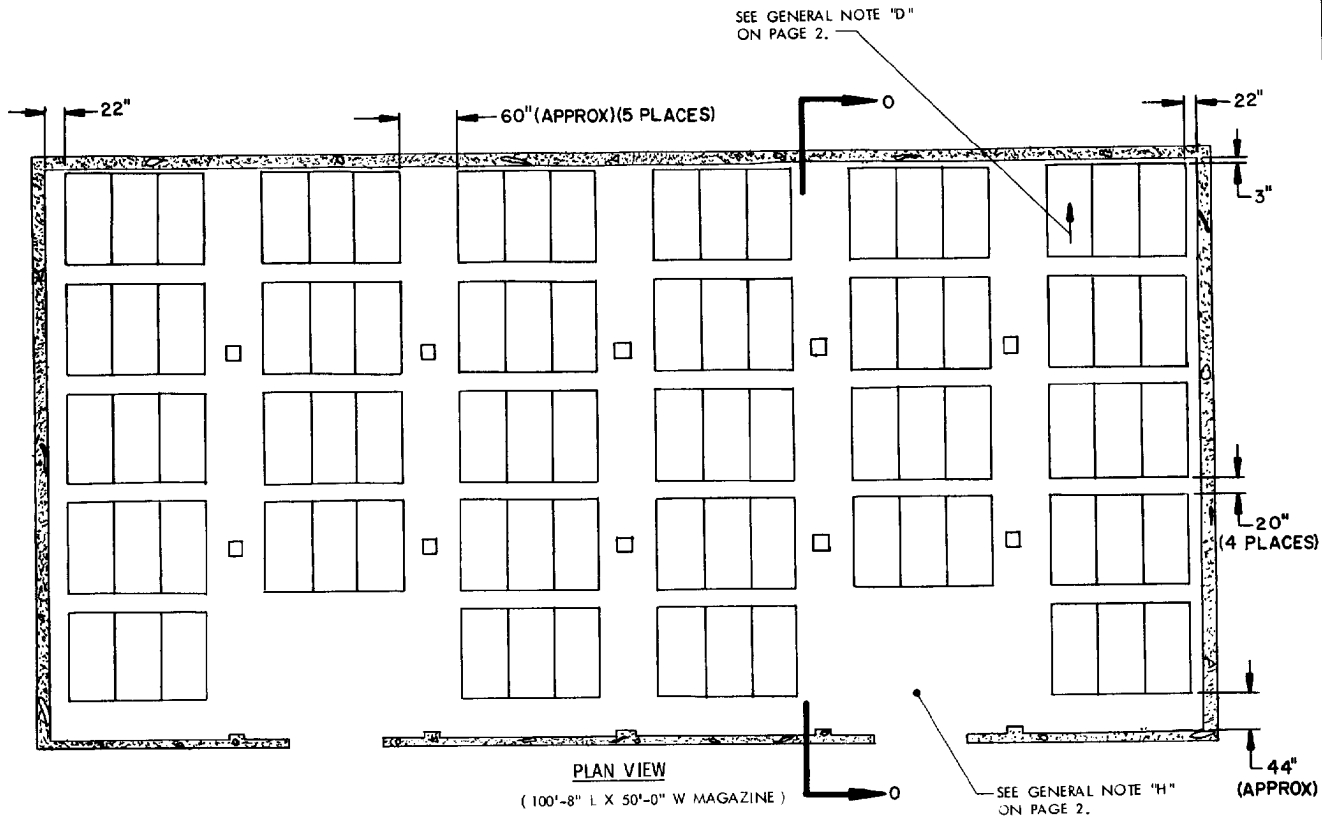 SEE GENERAL NOTE "D"
ON PAGE 2.
22"
60" (APPROX)(5 PLACES)
O
22"
3"
20"
(4 PLACES)
44"
(APPROX)
PLAN VIEW
( 100'-8" L X 50'-0" W MAGAZINE )
O
SEE GENERAL NOTE "H"
ON PAGE 2.